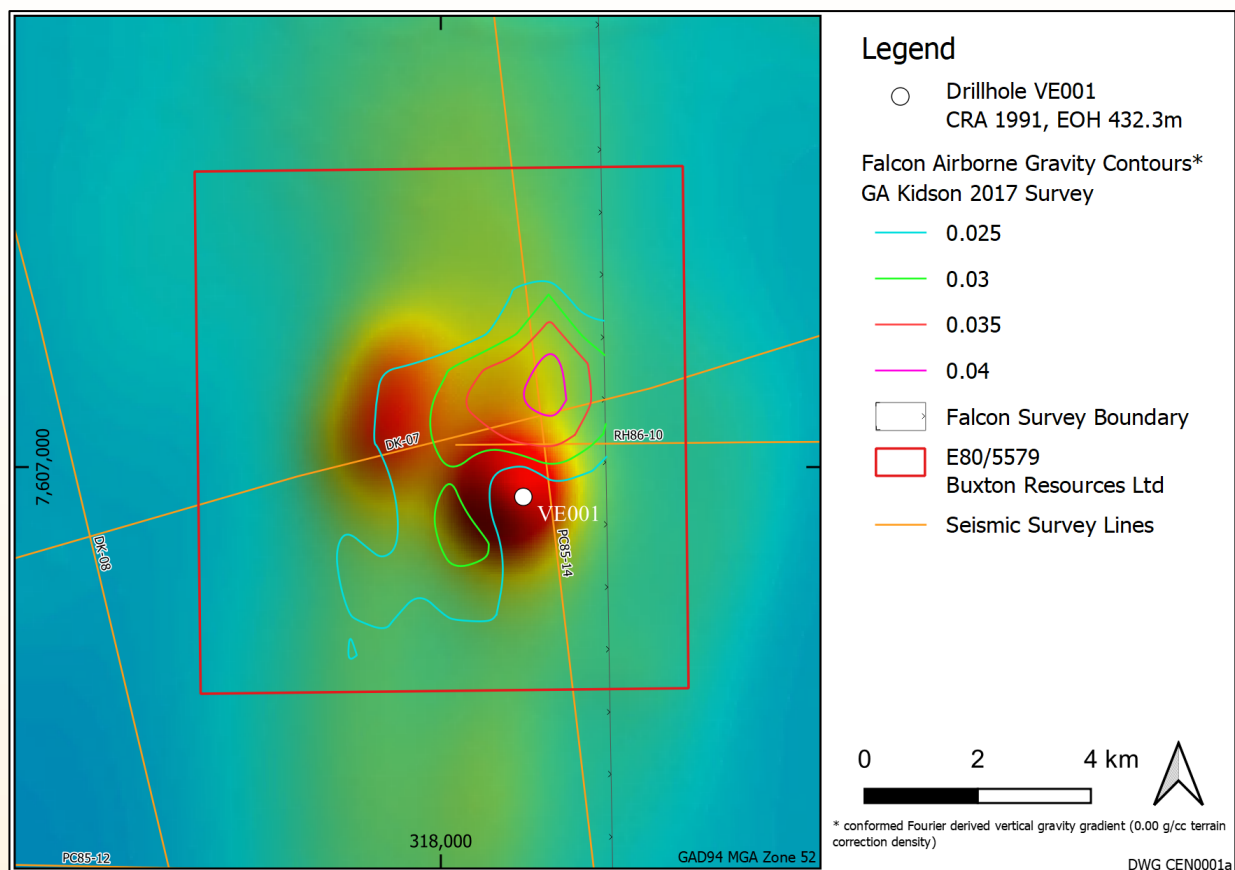 Legend
Drillhole VE001
CRA 1991, EOH 432.3m
Falcon Airborne Gravity Contours*
GA Kidson 2017 Survey
0.025
0.03
0.035
0.04
Falcon Survey Boundary
E80/5579
Buxton Resources Ltd
Seismic Survey Lines
0 2 4 km
* conformed Fourier derived vertical gravity gradient (0.00 g/cc terrain
correction density)
DWG CEN0001a
DK-07
RH86-10
7,607,000
VE001
PC85-14
DK-08
318,000
PC85-12
GAD94 MGA Zone 52